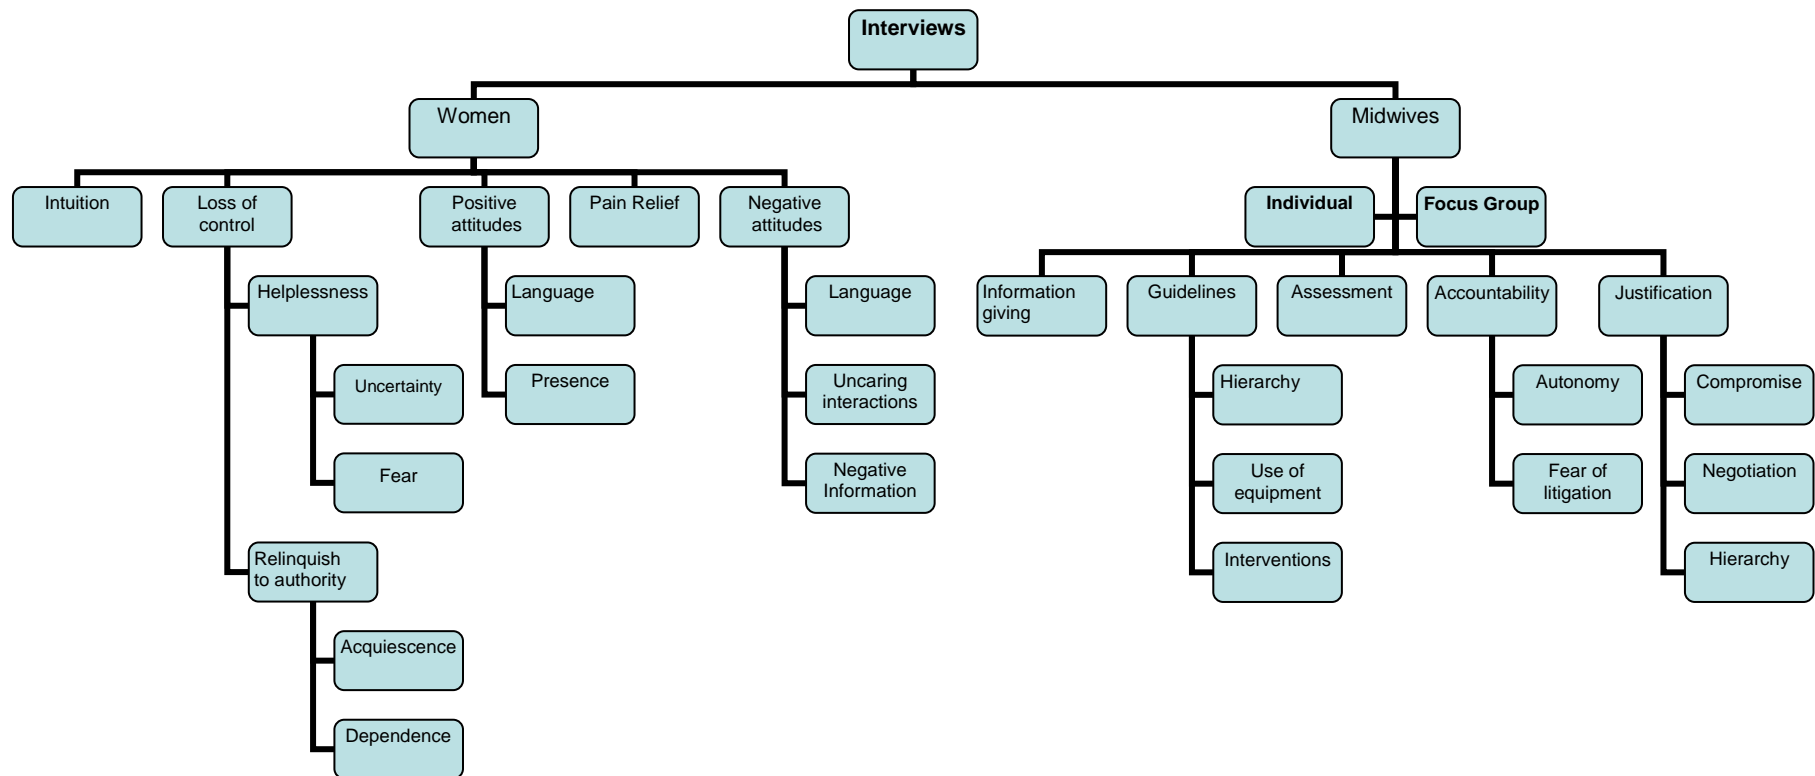 Interviews
Women
Midwives
Intuition
Loss of
control
Positive
attitudes
Pain Relief
Negative
attitudes
Individual
Focus Group
Helplessness
Language
Language
Information
giving
Guidelines
Assessment
Accountability
Justification
Uncertainty
Presence
Uncaring
interactions
Hierarchy
Autonomy
Compromise
Fear
Negative
Information
Use of
equipment
Fear of
litigation
Negotiation
Relinquish
to authority
Interventions
Hierarchy
Acquiescence
Dependence